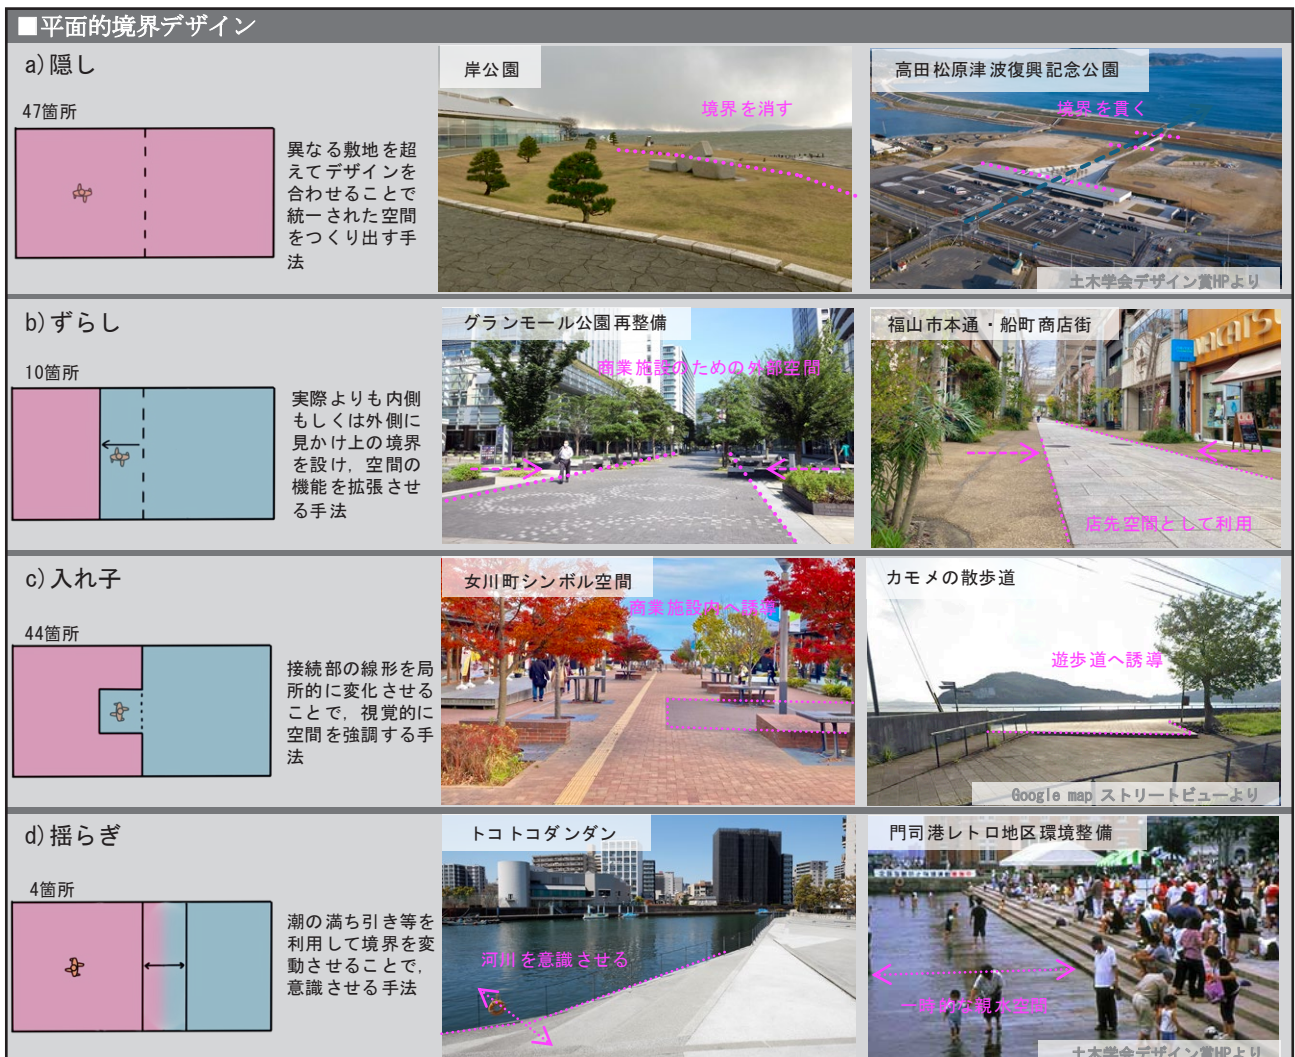 ■平面的境界デザイン
a)隠し
47箇所
異なる敷地を超
えてデザインを
合わせることで
統一された空間
をつくり出す手
法
岸公園
境界を消す
高田松原津波復興記念公園
境界を貫く
土木学会デザイン賞HPより
b)ずらし
10箇所
実際よりも内側
もしくは外側に
見かけ上の境界
を設け，空間の
機能を拡張させ
る手法
グランモール公園再整備
商業施設のための外部空間
福山市本通・船町商店街
店先空間として利用
c)入れ子
44箇所
接続部の線形を局
所的に変化させる
ことで，視覚的に
空間を強調する手
法
女川町シンボル空間
商業施設内へ誘導
カモメの散歩道
遊歩道へ誘導
Google map ストリートビューより
d)揺らぎ
4箇所
潮の満ち引き等を
利用して境界を変
動させることで，
意識させる手法
トコトコダンダン
河川を意識させる
門司港レトロ地区環境整備
一時的な親水空間
土木学会デザイン賞HPより